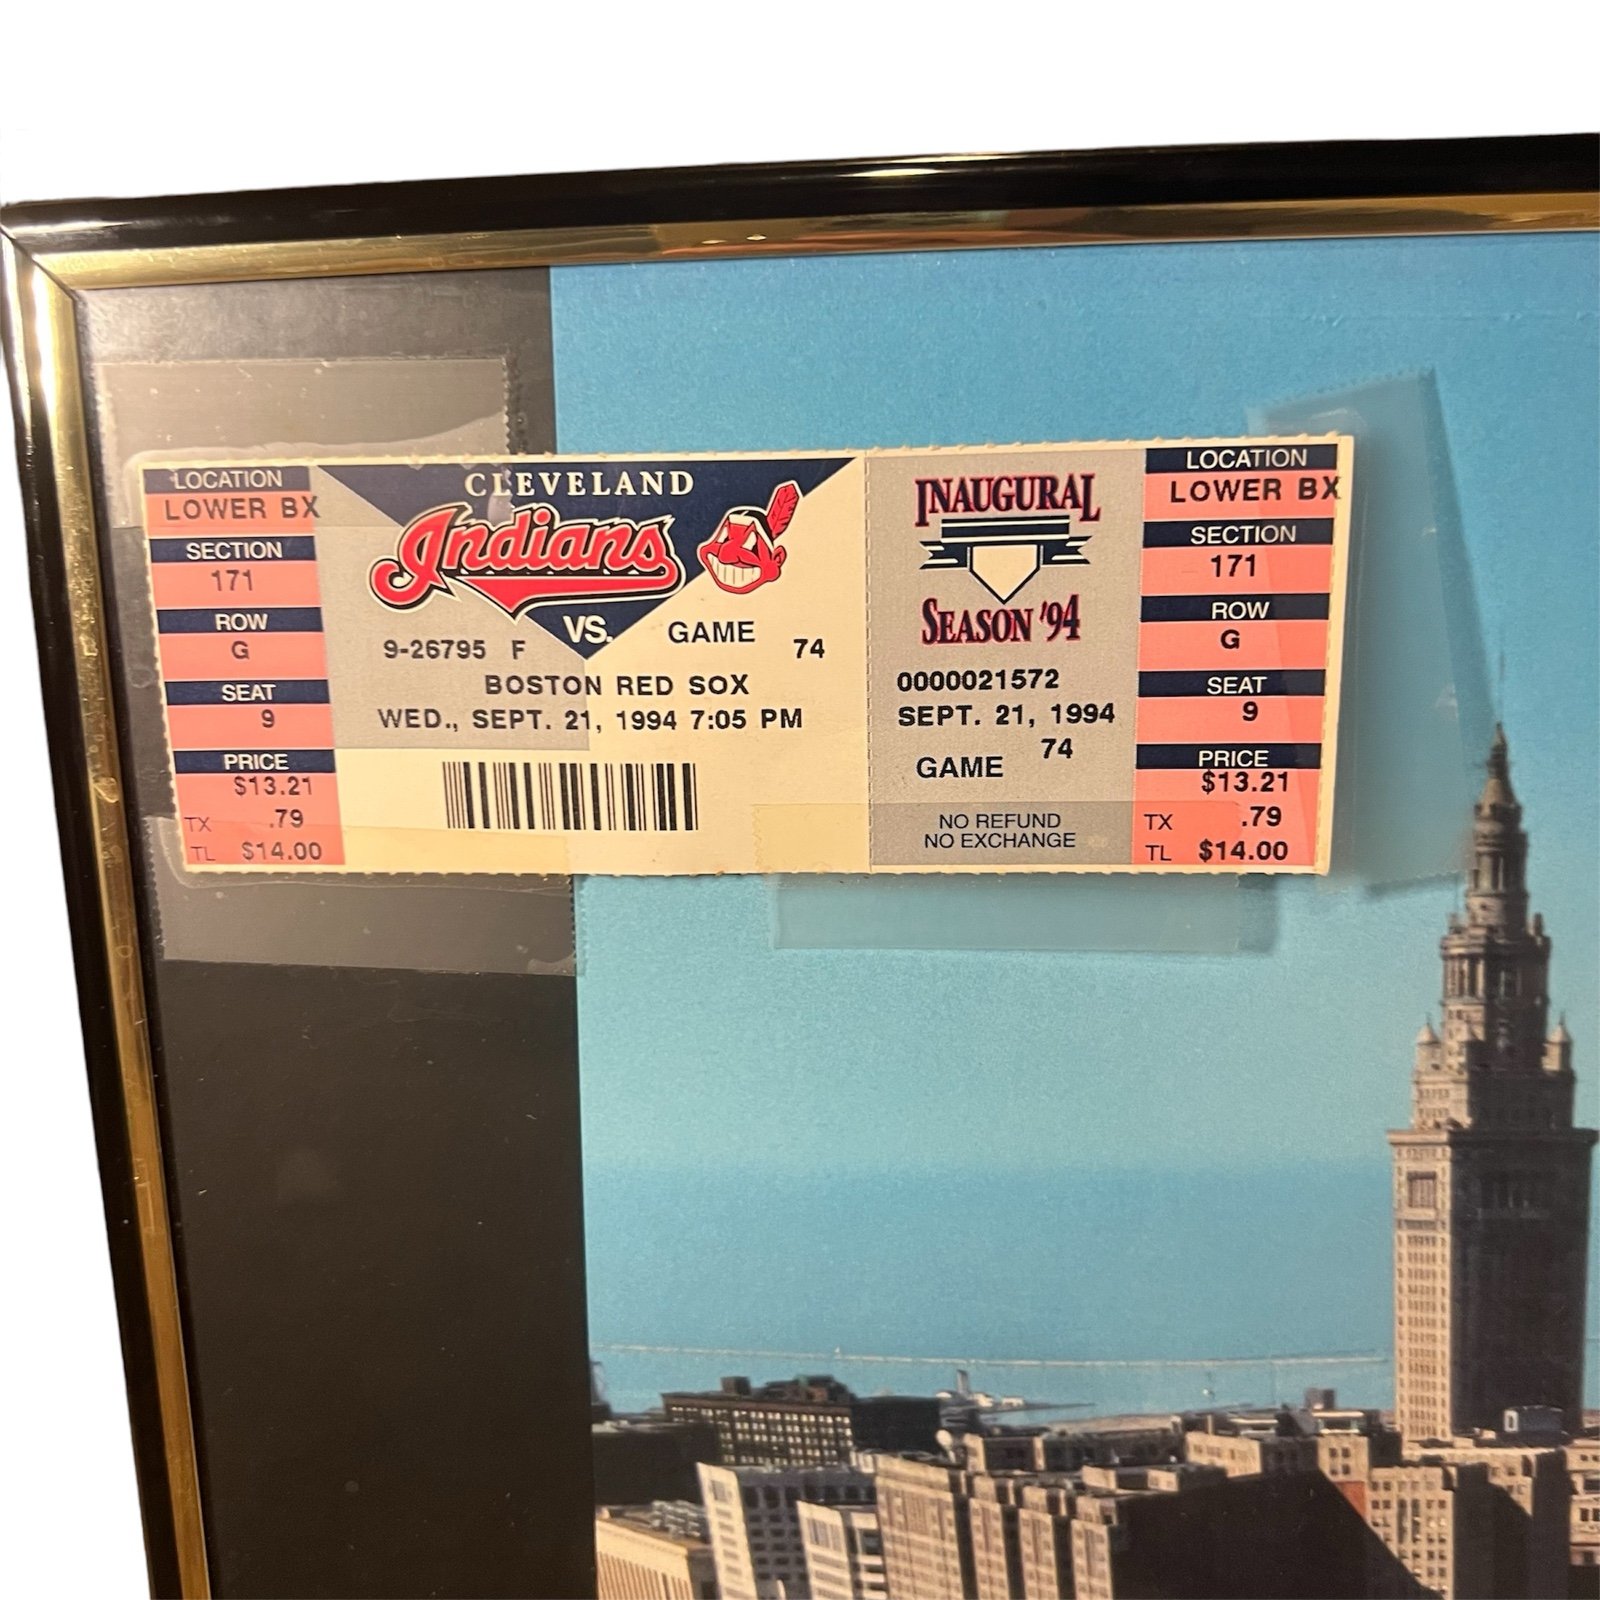 LOCATION
LOWER BX
SECTION
171
ROW
G
SEAT
9
PRICE
$13.21
TX .79
TL $14.00
CLEVELAND
Indians
VS.
9-26795 F
GAME 74
BOSTON RED SOX
WED., SEPT. 21, 1994 7:05 PM
INAUGURAL
SEASON '94
0000021572
SEPT. 21, 1994
GAME 74
NO REFUND
NO EXCHANGE
LOCATION
LOWER BX
SECTION
171
ROW
G
SEAT
9
PRICE
$13.21
TX .79
TL $14.00